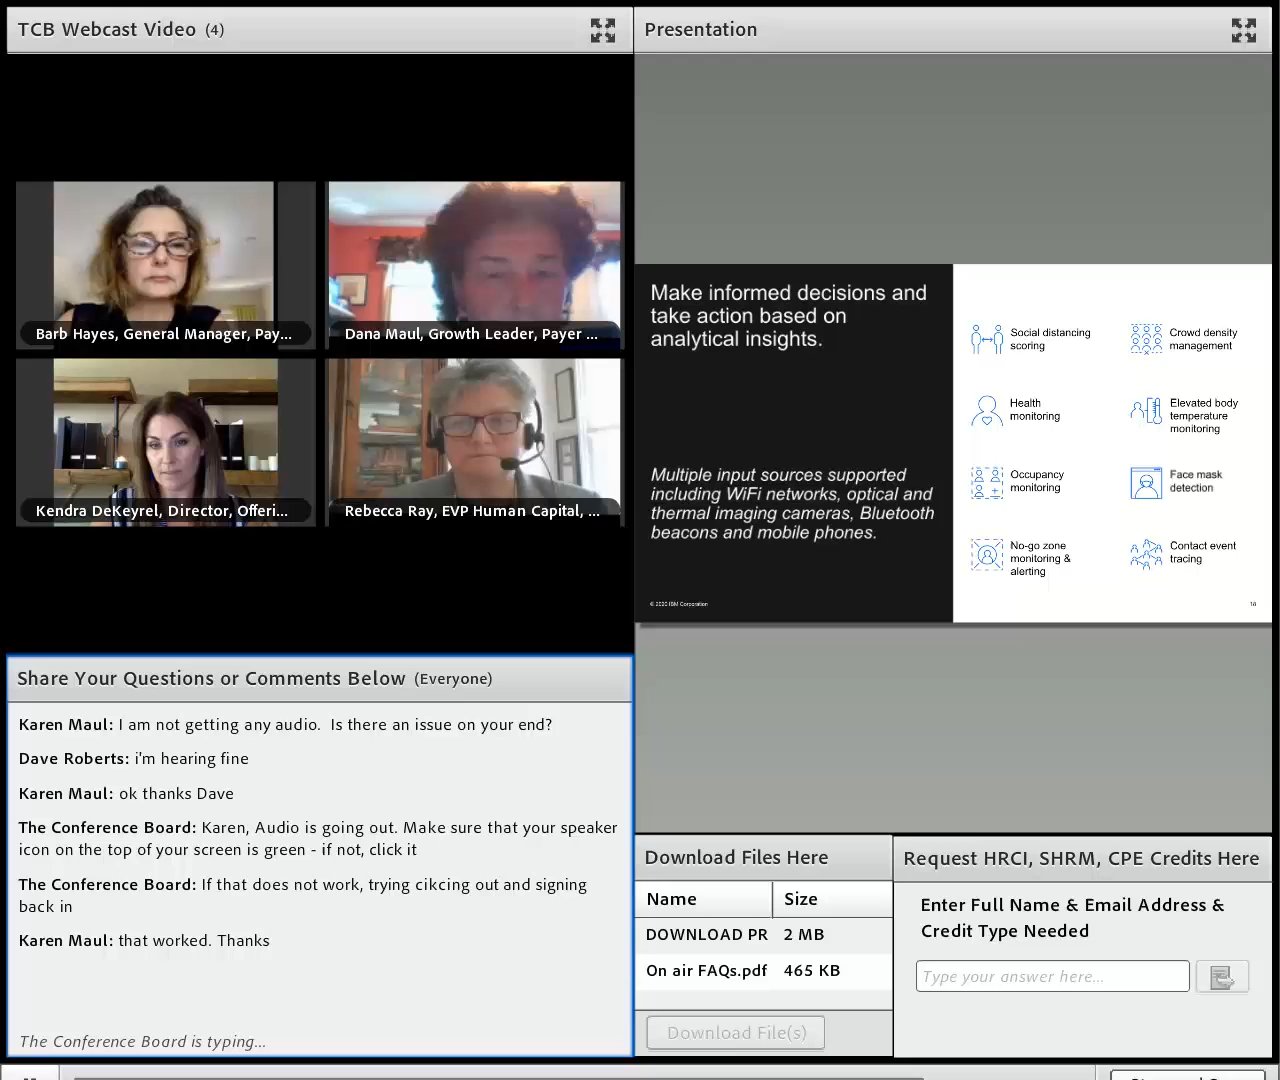 TCB Webcast Video (4)
Barb Hayes, General Manager, Pay...
Dana Maul, Growth Leader, Payer ...
Kendra DeKeyrel, Director, Offeri...
Rebecca Ray, EVP Human Capital, ...
Share Your Questions or Comments Below (Everyone)
Karen Maul: I am not getting any audio.  Is there an issue on your end?
Dave Roberts: i'm hearing fine
Karen Maul: ok thanks Dave
The Conference Board: Karen, Audio is going out. Make sure that your speaker
icon on the top of your screen is green - if not, click it
The Conference Board: If that does not work, trying cikcing out and signing
back in
Karen Maul: that worked. Thanks
The Conference Board is typing...
Presentation
Make informed decisions and
take action based on
analytical insights.
Multiple input sources supported
including WiFi networks, optical and
thermal imaging cameras, Bluetooth
beacons and mobile phones.
© 2020 IBM Corporation
Social distancing
scoring
Crowd density
management
Health
monitoring
Elevated body
temperature
monitoring
Occupancy
monitoring
Face mask
detection
No-go zone
monitoring &
alerting
Contact event
tracing
Download Files Here
Name Size
DOWNLOAD PR 2 MB
On air FAQs.pdf 465 KB
Download File(s)
Request HRCI, SHRM, CPE Credits Here
Enter Full Name & Email Address &
Credit Type Needed
Type your answer here...